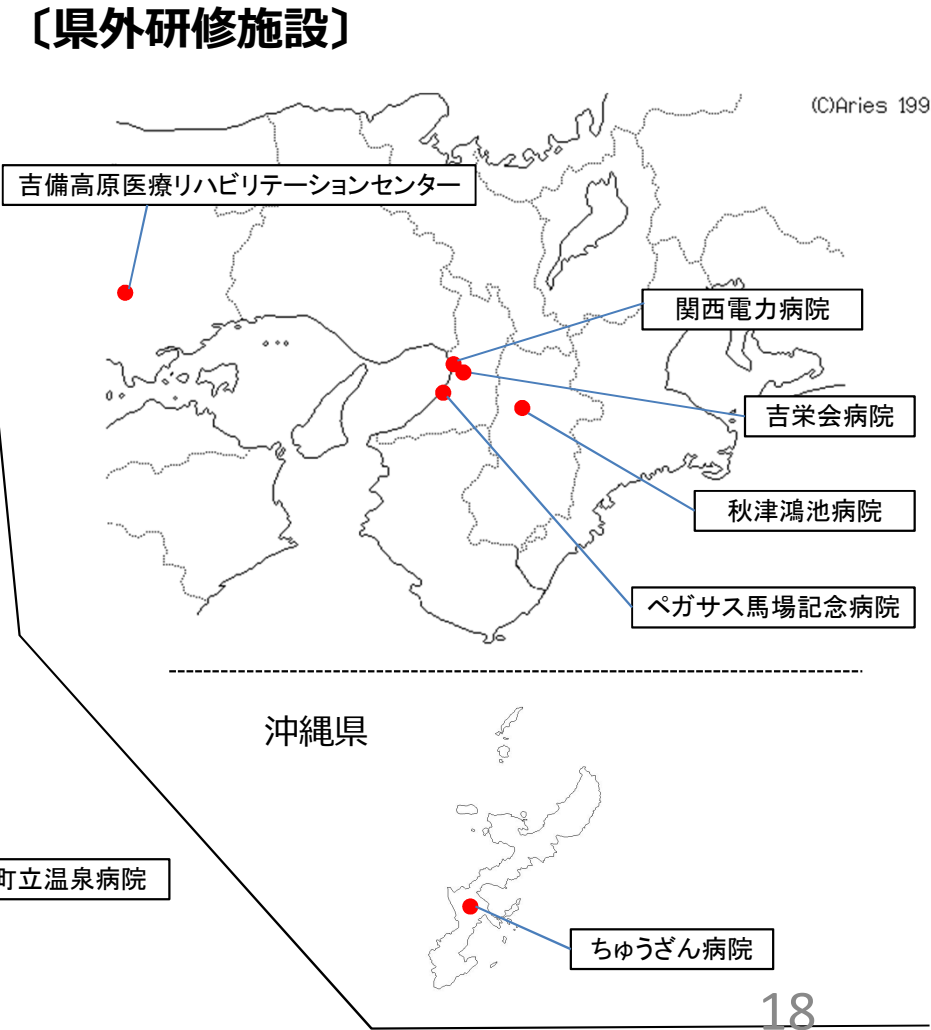 〔県外研修施設〕
(C)Aries 199
吉備高原医療リハビリテーションセンター
関西電力病院
吉栄会病院
秋津鴻池病院
ペガサス馬場記念病院
沖縄県
町立温泉病院
ちゅうざん病院
18